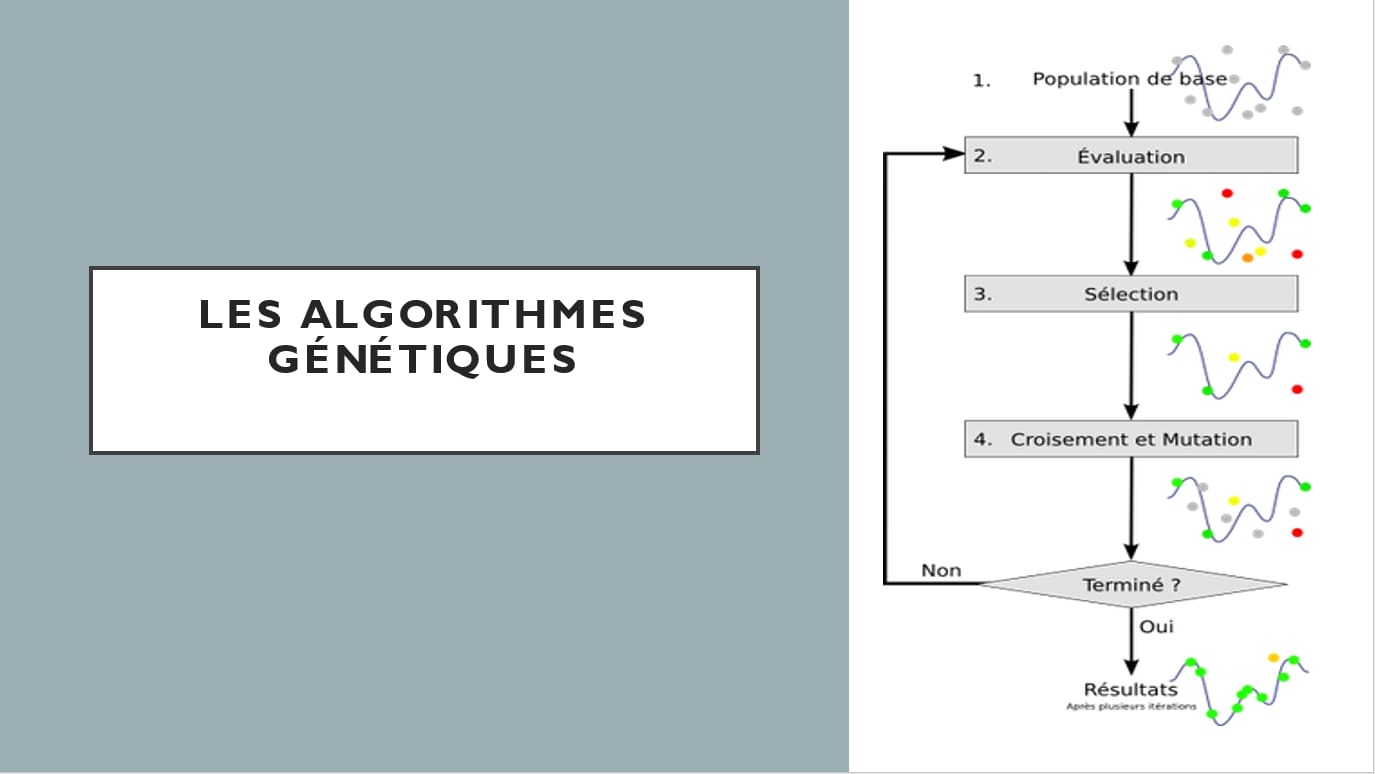 LES ALGORITHMES
GÉNÉTIQUES
1. Population de base
2. Évaluation
3. Sélection
4. Croisement et Mutation
Non
Terminé ?
Oui
Résultats
Après plusieurs itérations